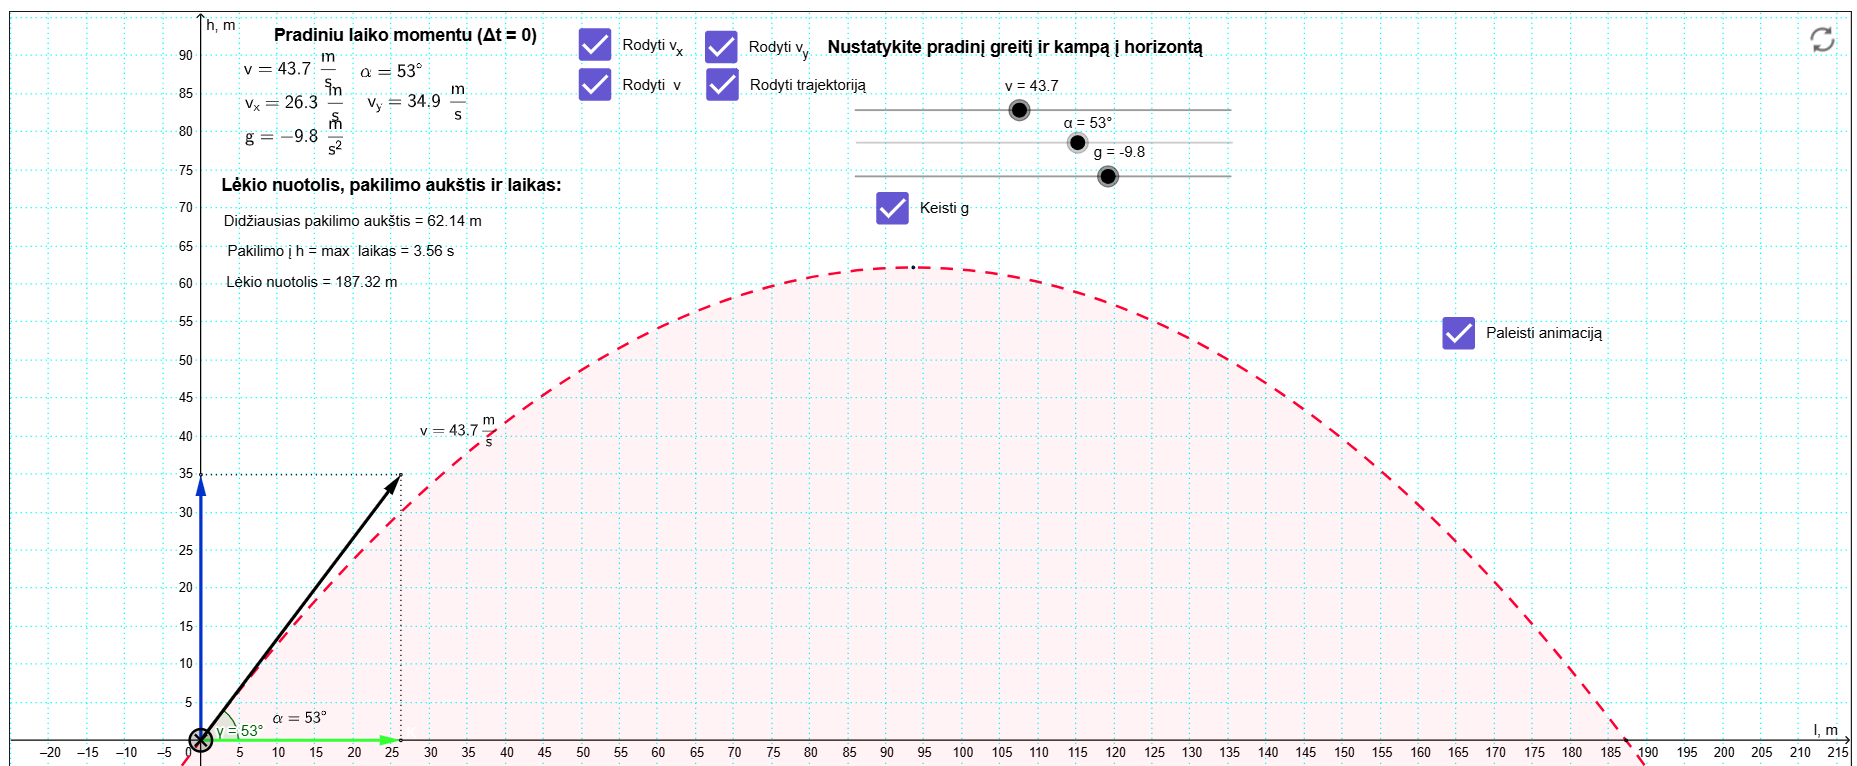 h, m
Pradiniu laiko momentu (Δt = 0)
v = 43.7 m/s α = 53°
vₓ = 26.3 m/s v_y = 34.9 m/s
g = −9.8 m/s²
Rodyti vₓ
Rodyti v_y
Rodyti v
Rodyti trajektoriją
Nustatykite pradinį greitį ir kampą į horizontą
v = 43.7
α = 53°
g = -9.8
Keisti g
Lėkio nuotolis, pakilimo aukštis ir laikas:
Didžiausias pakilimo aukštis = 62.14 m
Pakilimo į h = max laikas = 3.56 s
Lėkio nuotolis = 187.32 m
Paleisti animaciją
v = 43.7 m/s
α = 53°
γ = 53°
l, m
90
85
80
75
70
65
60
55
50
45
40
35
30
25
20
15
10
5
−20 −15 −10 −5 0 5 10 15 20 25 30 35 40 45 50 55 60 65 70 75 80 85 90 95 100 105 110 115 120 125 130 135 140 145 150 155 160 165 170 175 180 185 190 195 200 205 210 215